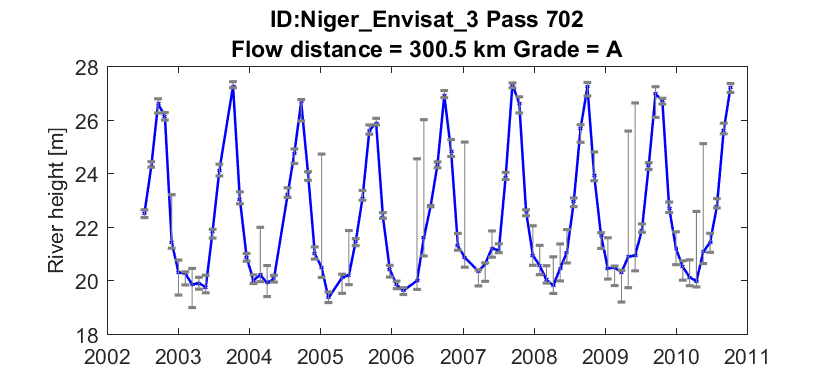 ID:Niger_Envisat_3 Pass 702
Flow distance = 300.5 km Grade = A
River height [m]
28
26
24
22
20
18
2002 2003 2004 2005 2006 2007 2008 2009 2010 2011